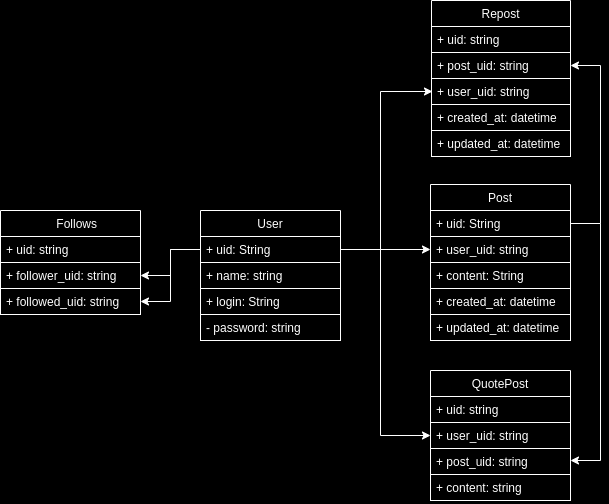 Repost
+ uid: string
+ post_uid: string
+ user_uid: string
+ created_at: datetime
+ updated_at: datetime
Follows
+ uid: string
+ follower_uid: string
+ followed_uid: string
User
+ uid: String
+ name: string
+ login: String
- password: string
Post
+ uid: String
+ user_uid: string
+ content: String
+ created_at: datetime
+ updated_at: datetime
QuotePost
+ uid: string
+ user_uid: string
+ post_uid: string
+ content: string